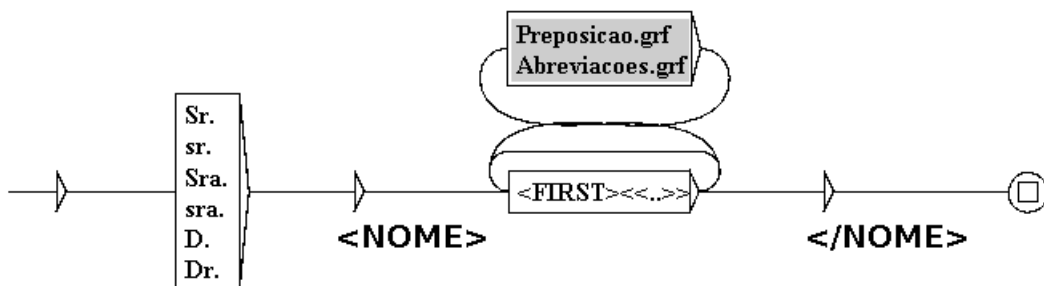 Preposicao.grf
Abreviacoes.grf
Sr.
sr.
Sra.
sra.
D.
Dr.
<FIRST><<..>>
<NOME>
</NOME>